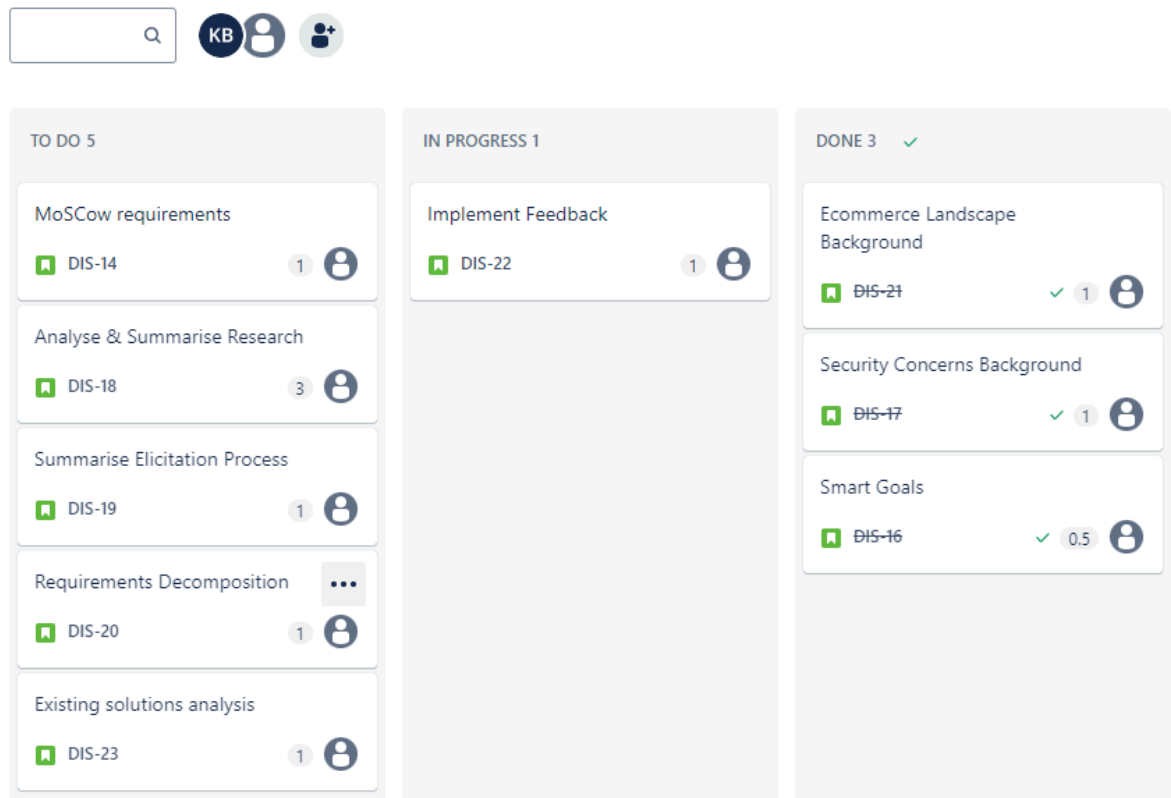 KB
TO DO 5
MoSCow requirements
DIS-14
1
Analyse & Summarise Research
DIS-18
3
Summarise Elicitation Process
DIS-19
1
Requirements Decomposition
DIS-20
1
Existing solutions analysis
DIS-23
1
IN PROGRESS 1
Implement Feedback
DIS-22
1
DONE 3
Ecommerce Landscape
Background
DIS-21
1
Security Concerns Background
DIS-17
1
Smart Goals
DIS-16
0.5